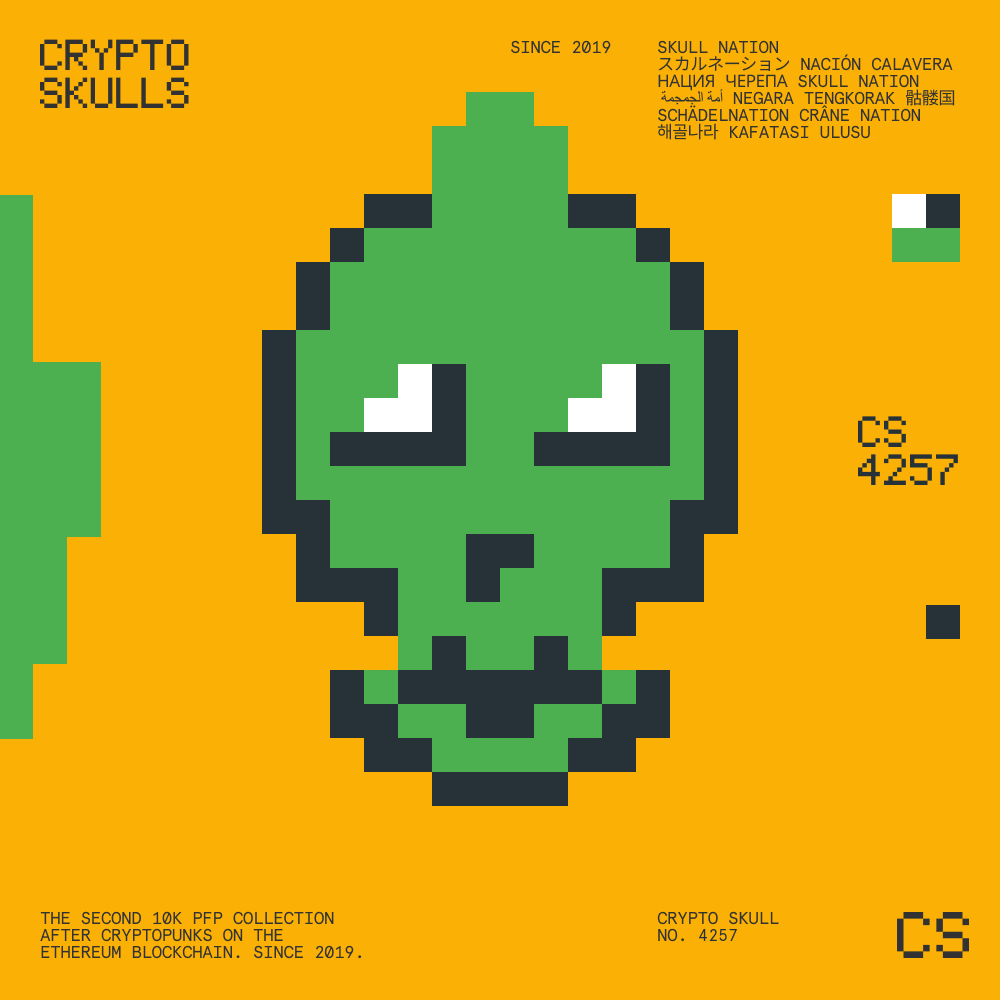 CRYPTO
SKULLS
SINCE 2019
SKULL NATION
スカルネーション NACIÓN CALAVERA
НАЦИЯ ЧЕРЕПА SKULL NATION
أمة الجمجمة NEGARA TENGKORAK 骷髅国
SCHÄDELNATION CRÂNE NATION
해골나라 KAFATASI ULUSU
CS
4257
THE SECOND 10K PFP COLLECTION
AFTER CRYPTOPUNKS ON THE
ETHEREUM BLOCKCHAIN. SINCE 2019.
CRYPTO SKULL
NO. 4257
CS